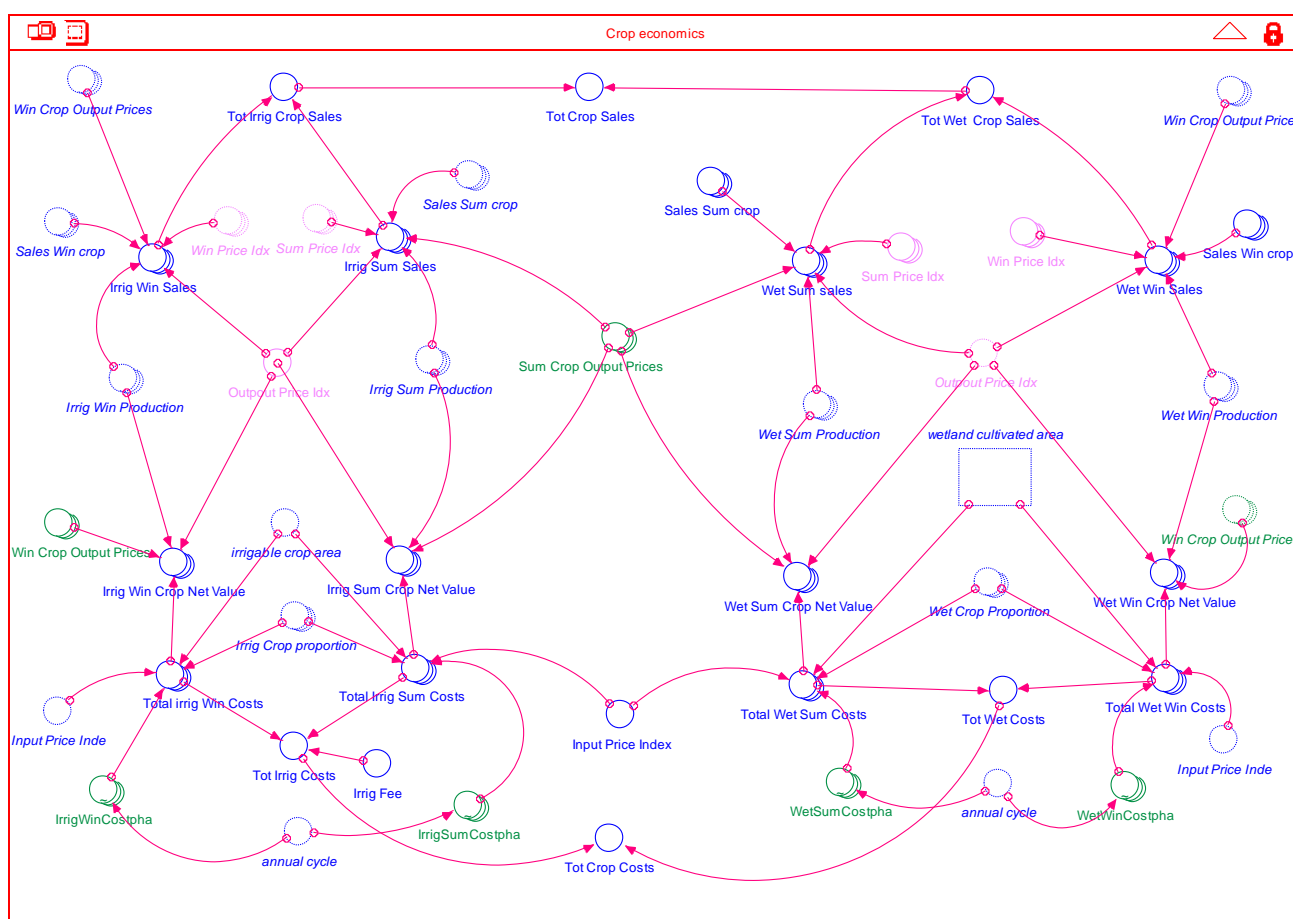 Crop economics
Win Crop Output Prices
Tot Irrig Crop Sales
Tot Crop Sales
Tot Wet Crop Sales
Win Crop Output Price
Sales Sum crop
Sales Sum crop
Sales Win crop
Win Price Idx
Sum Price Idx
Irrig Sum Sales
Irrig Win Sales
Wet Sum sales
Sum Price Idx
Win Price Idx
Sales Win crop
Wet Win Sales
Sum Crop Output Prices
Irrig Win Production
Outpout Price Idx
Irrig Sum Production
Outpout Price Idx
Wet Sum Production
wetland cultivated area
Wet Win Production
Win Crop Output Prices
irrigable crop area
Win Crop Output Price
Irrig Win Crop Net Value
Irrig Sum Crop Net Value
Wet Sum Crop Net Value
Wet Crop Proportion
Wet Win Crop Net Value
Irrig Crop proportion
Total irrig Win Costs
Total Irrig Sum Costs
Total Wet Sum Costs
Tot Wet Costs
Total Wet Win Costs
Input Price Inde
Input Price Index
Input Price Inde
Tot Irrig Costs
Irrig Fee
IrrigWinCostpha
IrrigSumCostpha
WetSumCostpha
annual cycle
WetWinCostpha
annual cycle
Tot Crop Costs